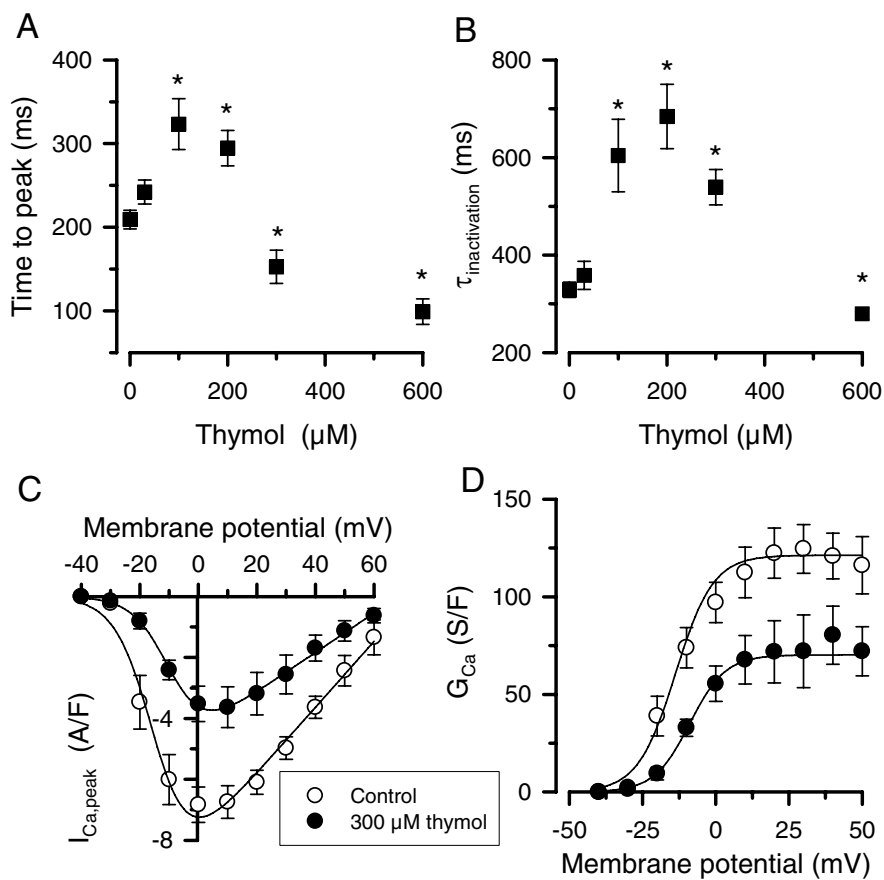 A
400
300
200
100
Time to peak (ms)
* * * *
0 200 400 600
Thymol (µM)
B
800
600
400
200
τinactivation (ms)
* * * *
0 200 400 600
Thymol (µM)
C
Membrane potential (mV)
-40 -20 0 20 40 60
-4
-8
ICa,peak (A/F)
Control
300 µM thymol
D
150
100
50
0
GCa (S/F)
-50 -25 0 25 50
Membrane potential (mV)